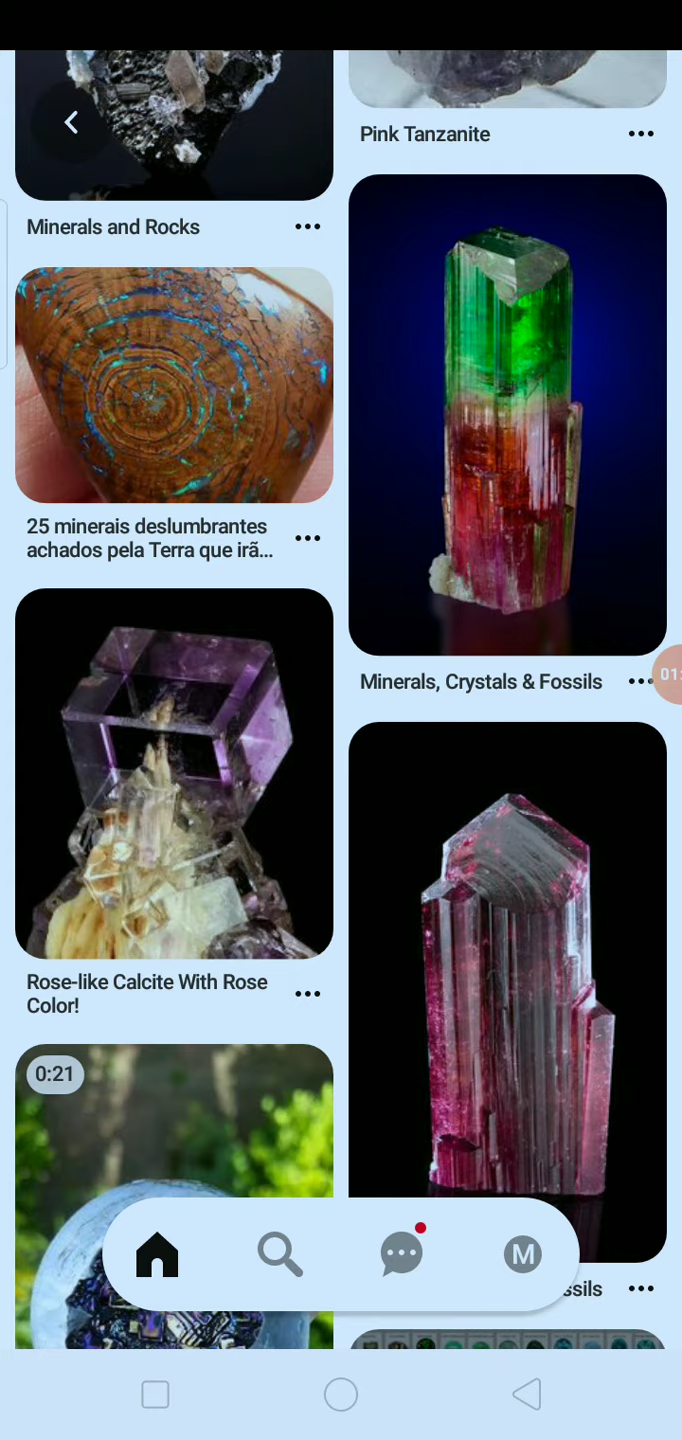 Minerals and Rocks
25 minerais deslumbrantes
achados pela Terra que irã...
Rose-like Calcite With Rose
Color!
0:21
Pink Tanzanite
Minerals, Crystals & Fossils
01:
ssils
M